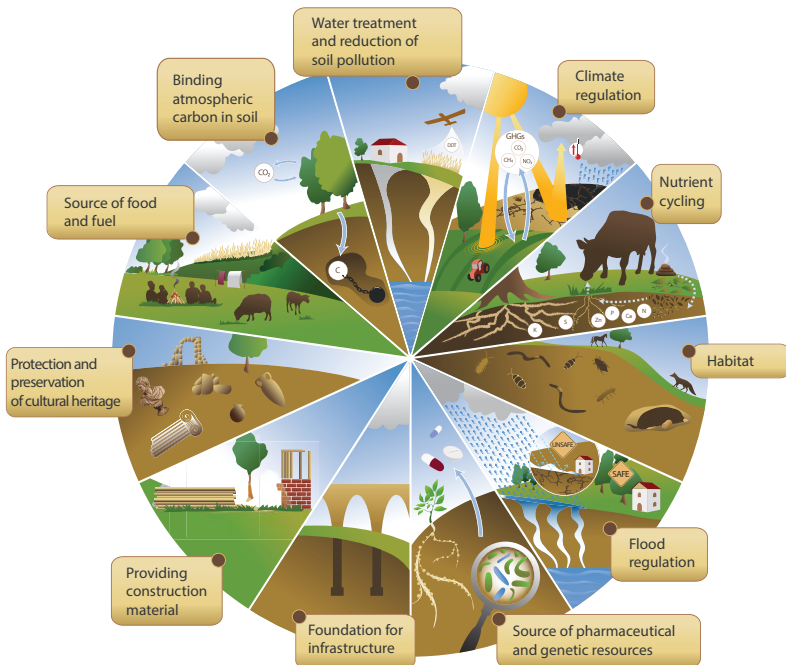 Water treatment
and reduction of
soil pollution
Binding
atmospheric
carbon in soil
Climate
regulation
GHGs
CO₂
CH₄
NOₓ
DDT
CO₂
C
Source of food
and fuel
Nutrient
cycling
K
S
Zn
P
Ca
N
Protection and
preservation
of cultural heritage
Habitat
UNSAFE
SAFE
Flood
regulation
Providing
construction
material
Foundation for
infrastructure
Source of pharmaceutical
and genetic resources